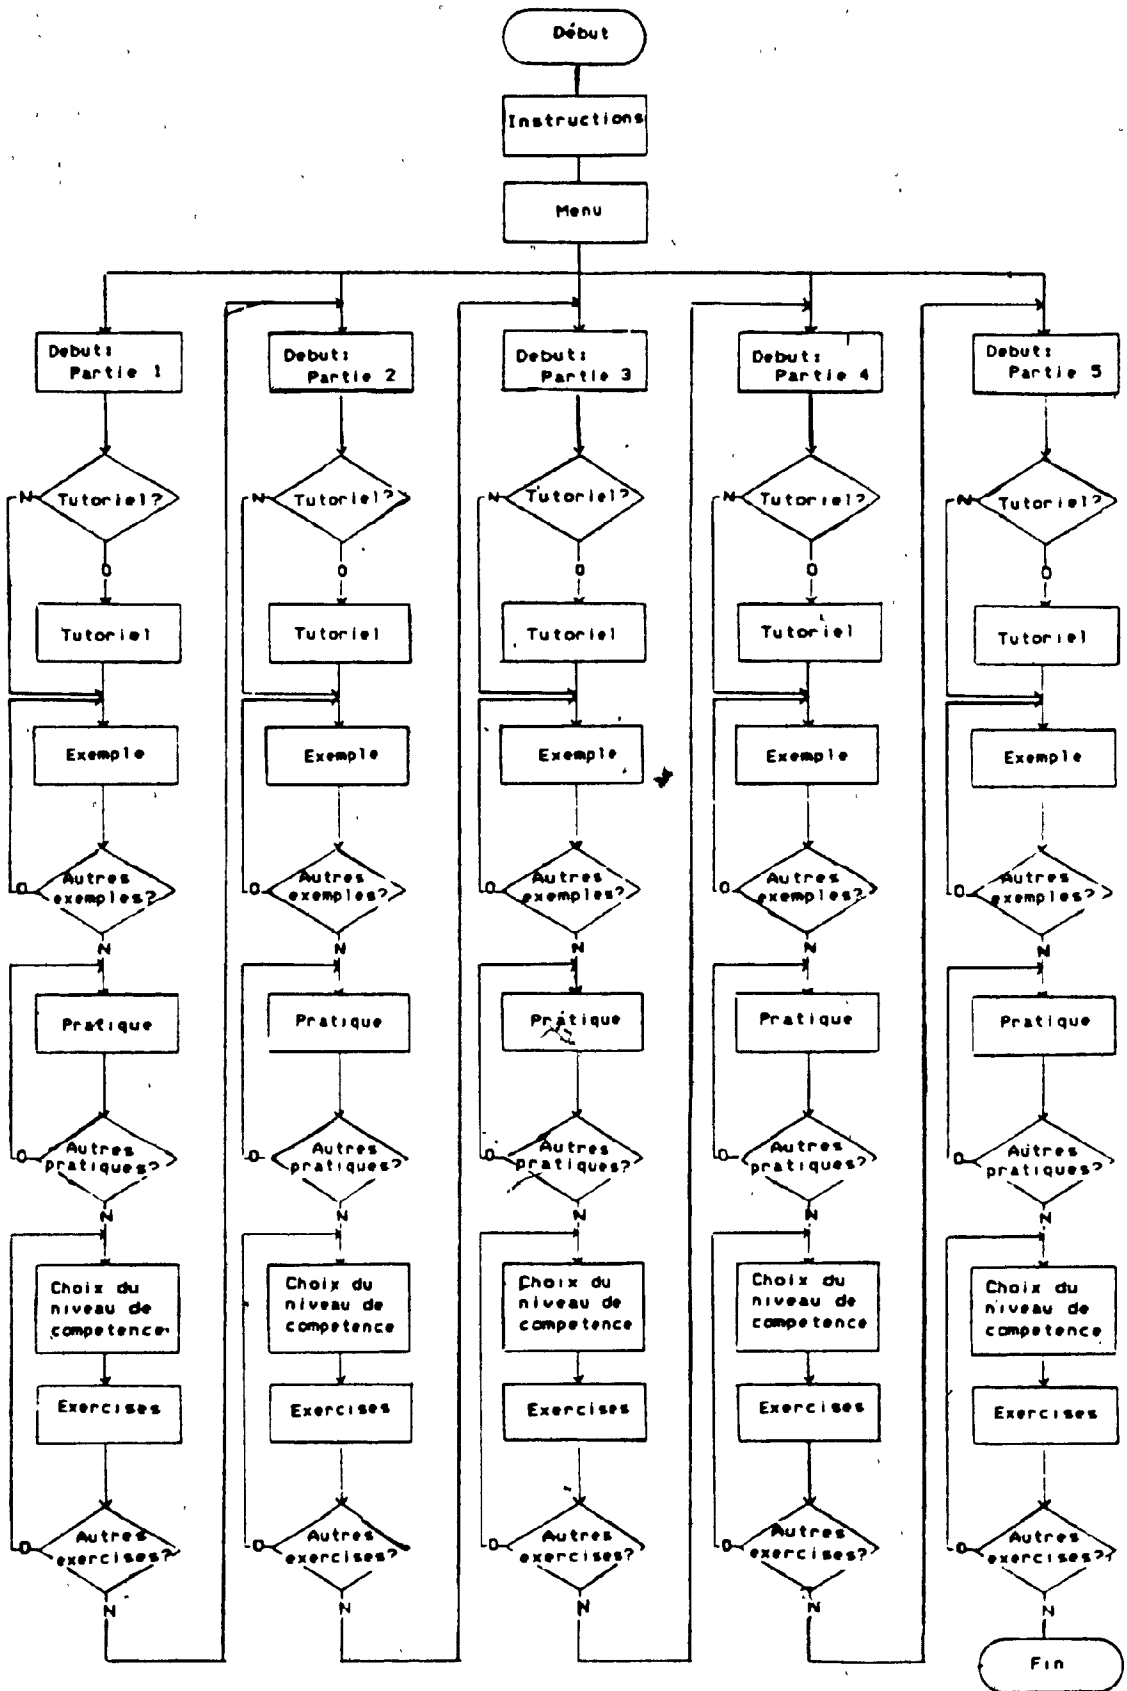 Début
Instructions
Menu
Debut:
Partie 1
N
Tutoriel?
O
Tutoriel
Exemple
Autres
exemples?
O
N
Pratique
Autres
pratiques?
O
N
Choix du
niveau de
competence
Exercises
Autres
exercises?
O
N
Debut:
Partie 2
N
Tutoriel?
O
Tutoriel
Exemple
Autres
exemples?
O
N
Pratique
Autres
pratiques?
O
N
Choix du
niveau de
competence
Exercises
Autres
exercises?
O
N
Debut:
Partie 3
N
Tutoriel?
O
Tutoriel
Exemple
Autres
exemples?
O
N
Pratique
Autres
pratiques?
O
N
Choix du
niveau de
competence
Exercises
Autres
exercises?
O
N
Debut:
Partie 4
N
Tutoriel?
O
Tutoriel
Exemple
Autres
exemples?
O
N
Pratique
Autres
pratiques?
O
N
Choix du
niveau de
competence
Exercises
Autres
exercises?
O
N
Debut:
Partie 5
N
Tutoriel?
O
Tutoriel
Exemple
Autres
exemples?
O
N
Pratique
Autres
pratiques?
O
N
Choix du
niveau de
competence
Exercises
Autres
exercises?
O
N
Fin